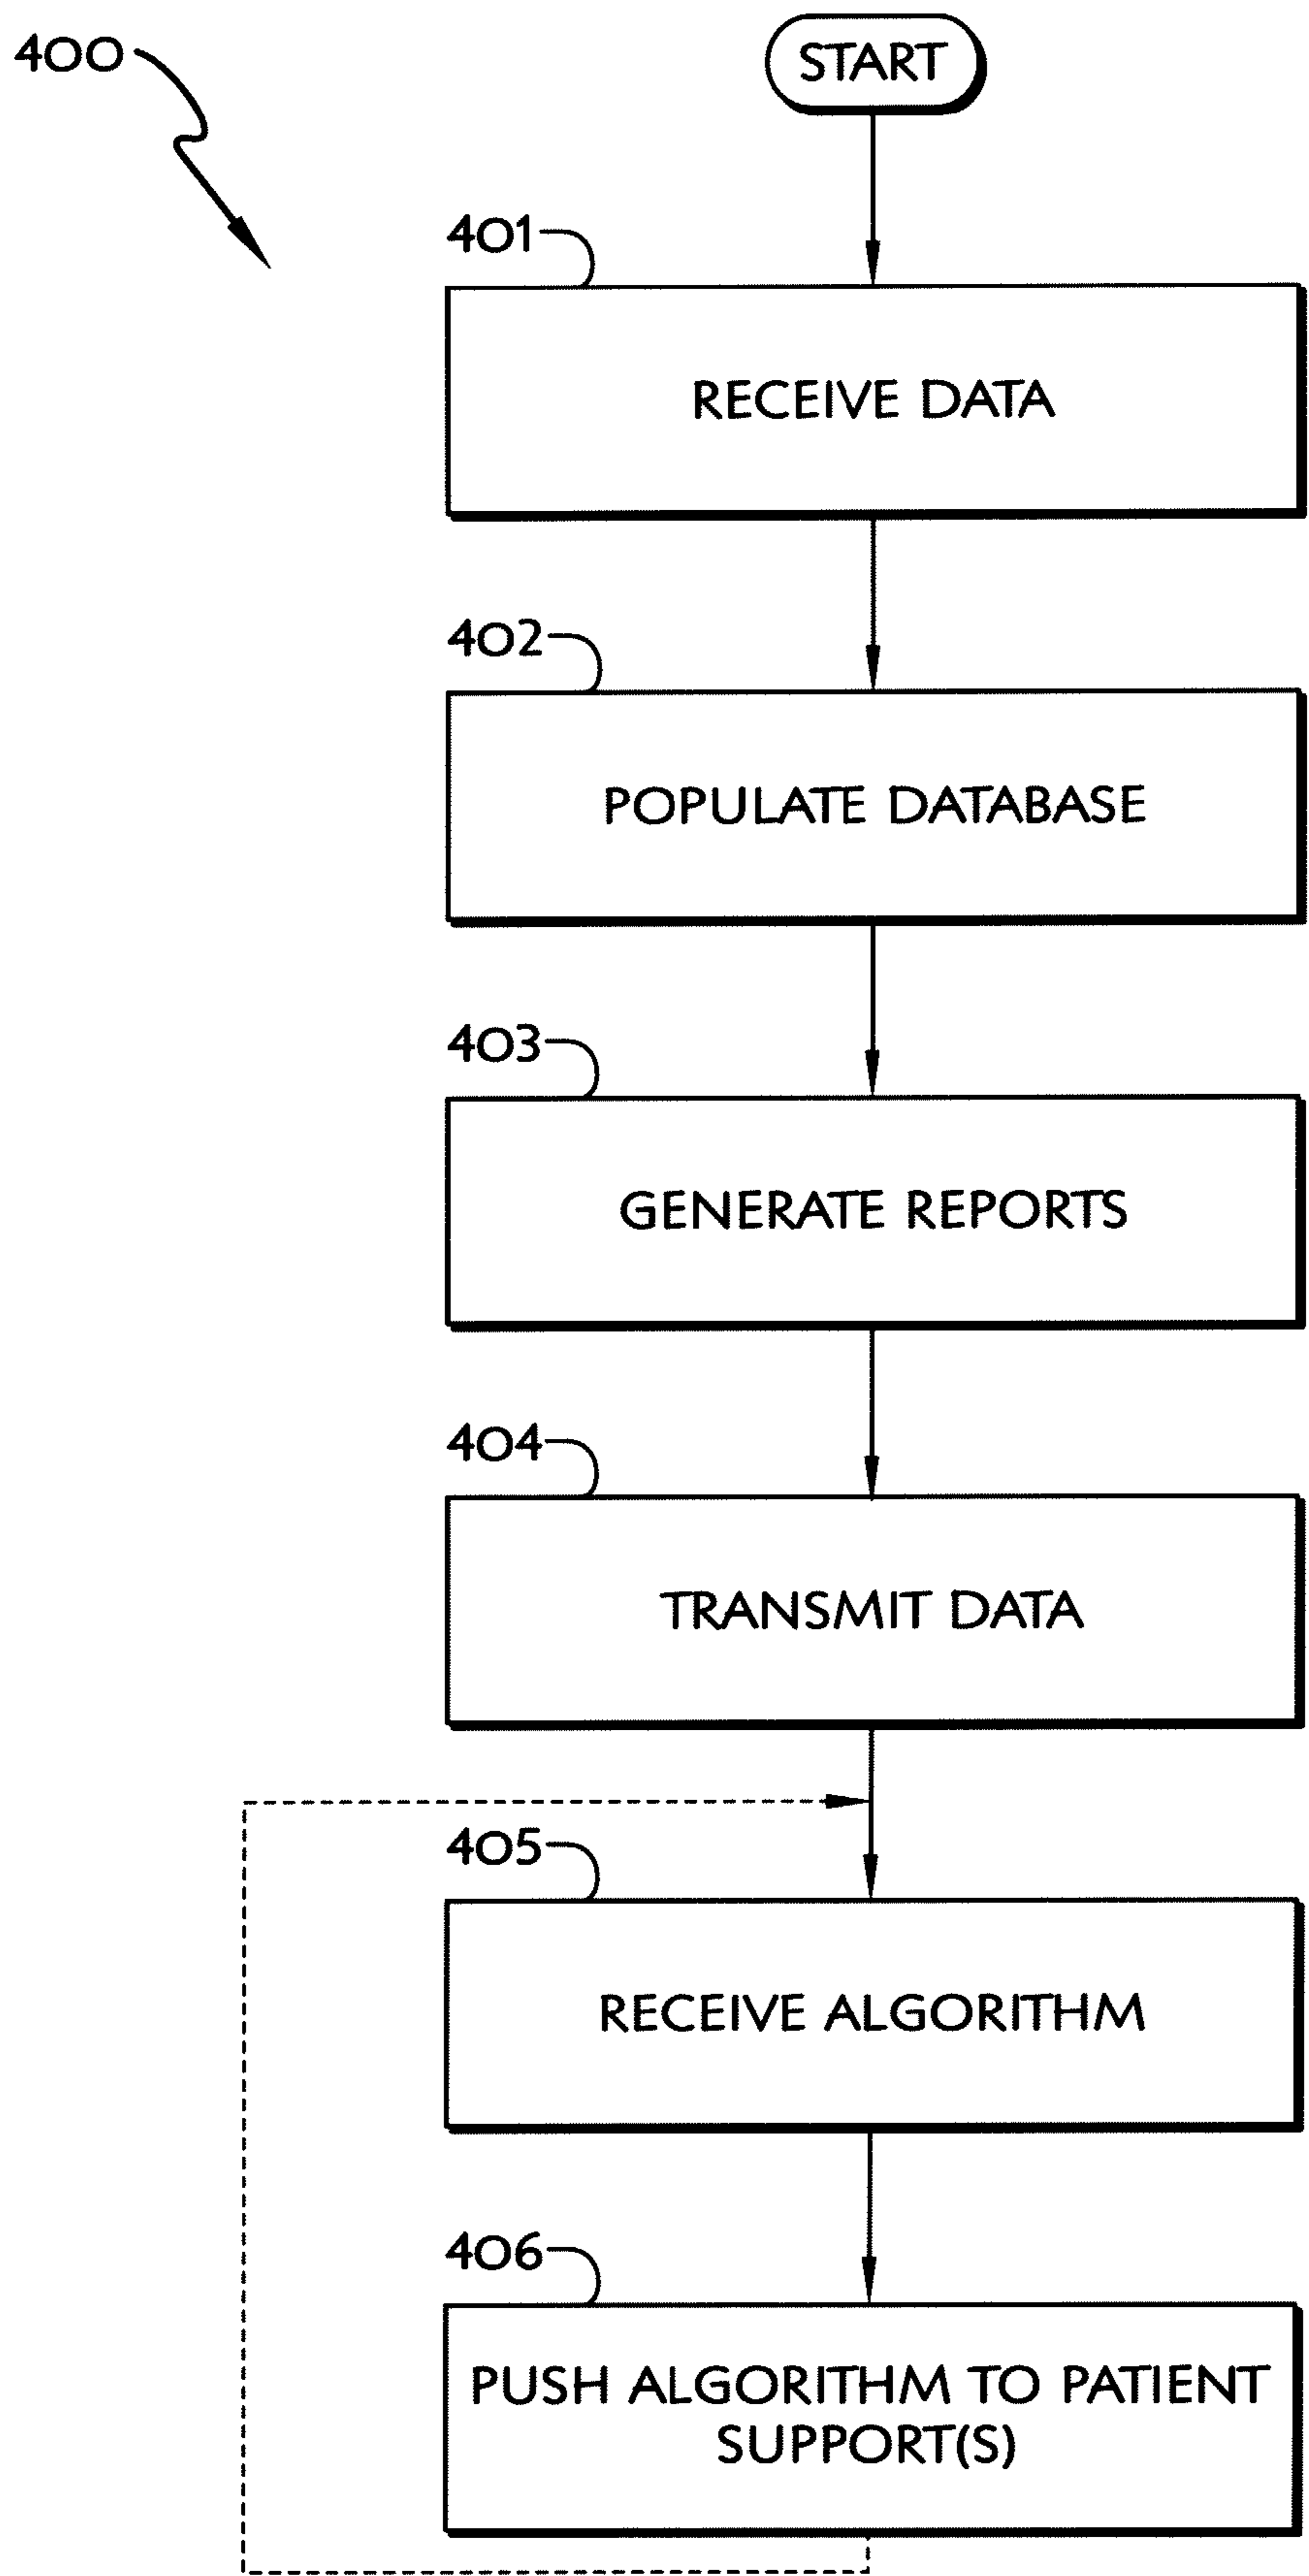 400
START
401
RECEIVE DATA
402
POPULATE DATABASE
403
GENERATE REPORTS
404
TRANSMIT DATA
405
RECEIVE ALGORITHM
406
PUSH ALGORITHM TO PATIENT
SUPPORT(S)